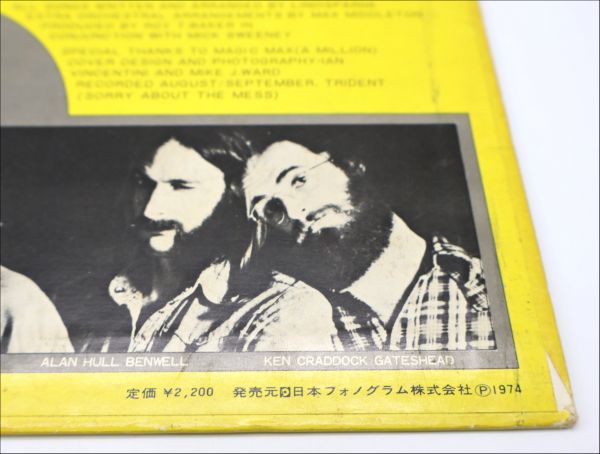 ALL SONGS WRITTEN AND ARRANGED BY LINDISFARNE
EXTRA ORCHESTRAL ARRANGEMENTS BY MAX MIDDLETON
PRODUCED BY ROY T BAKER IN
CONJUNCTION WITH MICK SWEENEY
SPECIAL THANKS TO MAGIC MAX(A MILLION)
COVER DESIGN AND PHOTOGRAPHY-IAN
VINCENTINI AND MIKE J.WARD
RECORDED AUGUST/SEPTEMBER, TRIDENT
(SORRY ABOUT THE MESS)
ALAN HULL BENWELL KEN CRADDOCK GATESHEAD
定価 ¥2,200 発売元 日本フォノグラム株式会社 Ⓟ1974